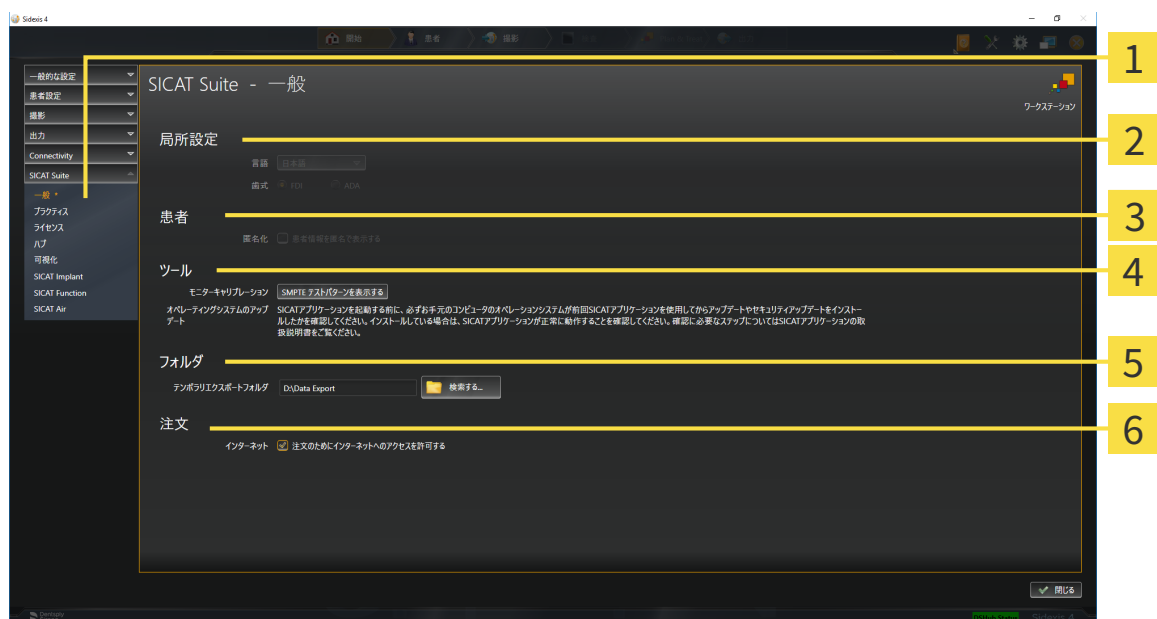 Sidexis 4
開始
患者
撮影
一般的な設定
患者設定
撮影
出力
Connectivity
SICAT Suite
一般 *
プラクティス
ライセンス
ハブ
可視化
SICAT Implant
SICAT Function
SICAT Air
SICAT Suite - 一般
ワークステーション
局所設定
言語 日本語
歯式 FDI ADA
患者
匿名化 患者情報を匿名で表示する
ツール
モニターキャリブレーション SMPTE テストパターンを表示する
オペレーティングシステムのアップデート
SICATアプリケーションを起動する前に、必ずお手元のコンピュータのオペレーションシステムが前回SICATアプリケーションを使用してからアップデートやセキュリティアップデートをインストー
ルしたかを確認してください。インストールしている場合は、SICATアプリケーションが正常に動作することを確認してください。確認に必要なステップについてはSICATアプリケーションの取
扱説明書をご覧ください。
フォルダ
テンポラリエクスポートフォルダ D:\Data Export 検索する...
注文
インターネット 注文のためにインターネットへのアクセスを許可する
閉じる
Dentsply
Sidexis 4
1
2
3
4
5
6